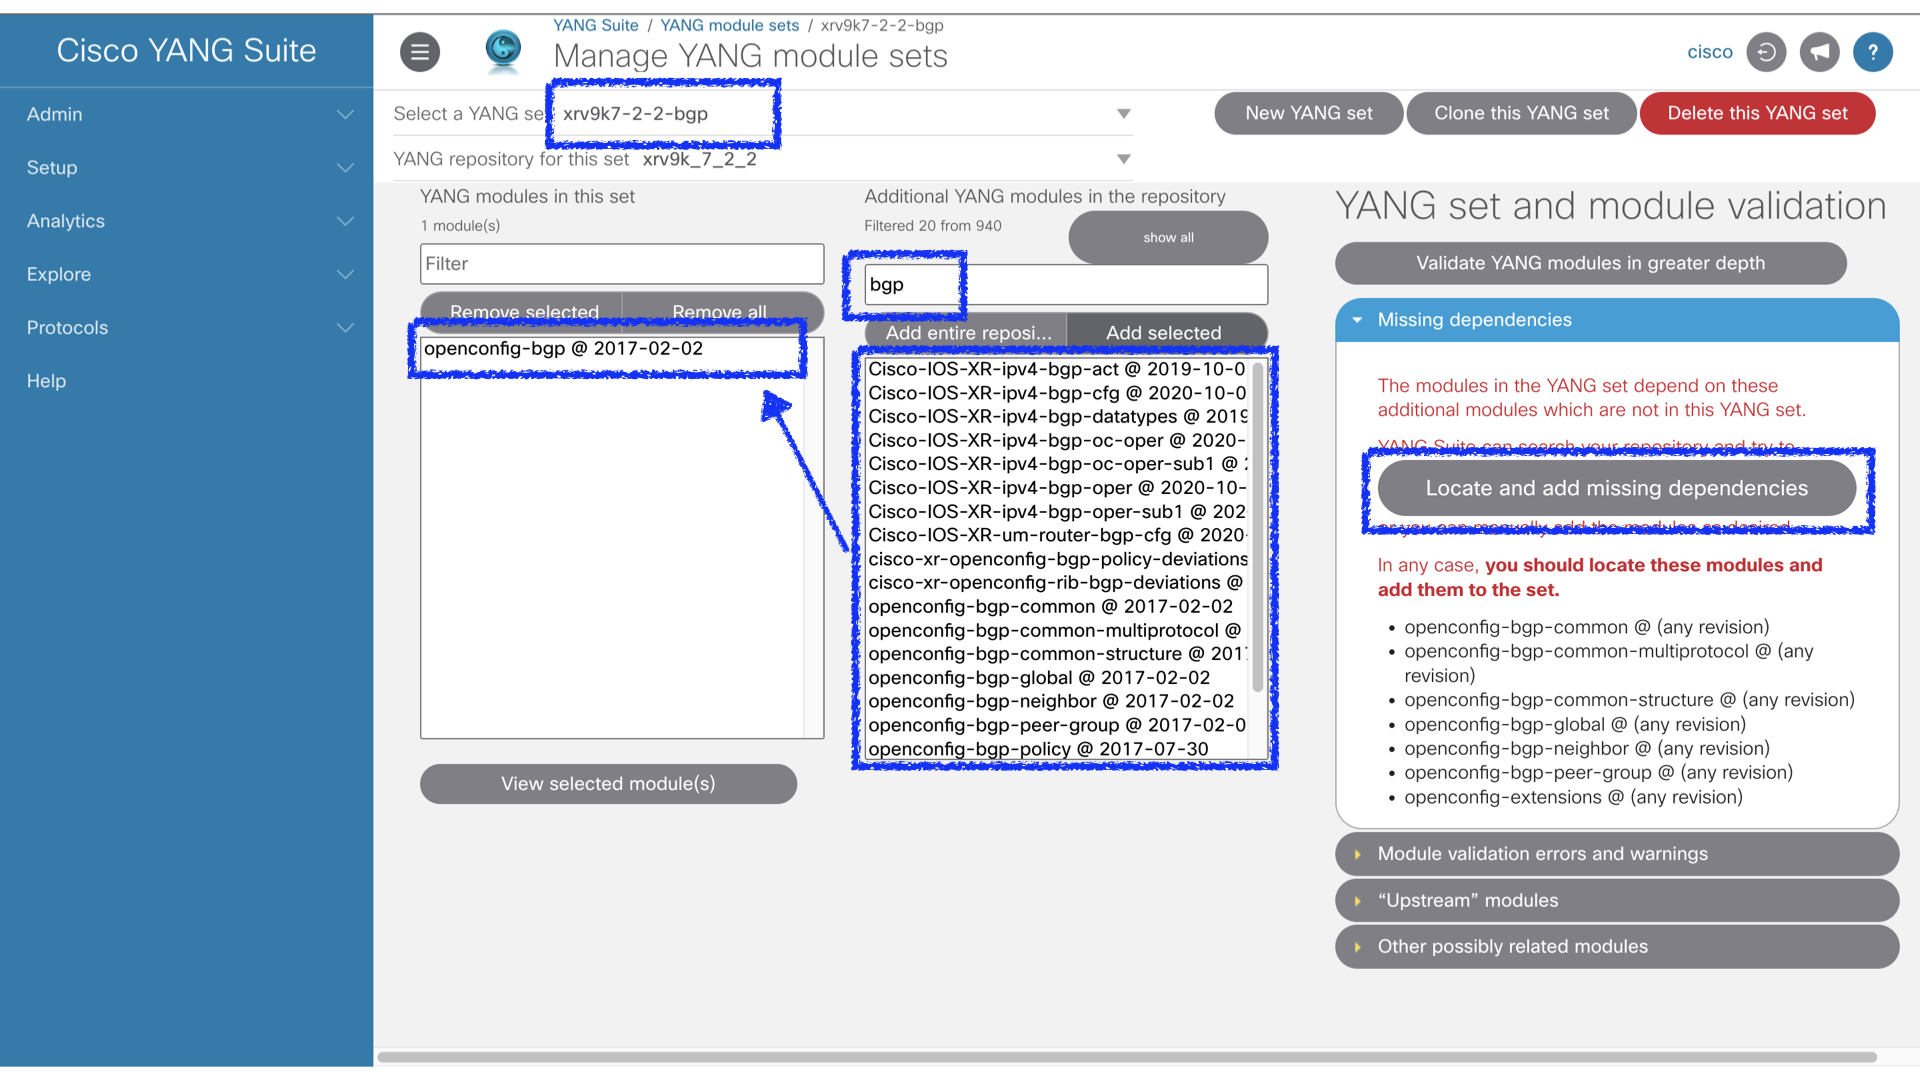 Cisco YANG Suite
Admin
Setup
Analytics
Explore
Protocols
Help
YANG Suite / YANG module sets / xrv9k7-2-2-bgp
Manage YANG module sets
cisco
?
Select a YANG se xrv9k7-2-2-bgp
New YANG set
Clone this YANG set
Delete this YANG set
YANG repository for this set xrv9k_7_2_2
YANG modules in this set
1 module(s)
Filter
Remove selected
Remove all
openconfig-bgp @ 2017-02-02
View selected module(s)
Additional YANG modules in the repository
Filtered 20 from 940
show all
bgp
Add entire reposi...
Add selected
Cisco-IOS-XR-ipv4-bgp-act @ 2019-10-0
Cisco-IOS-XR-ipv4-bgp-cfg @ 2020-10-0
Cisco-IOS-XR-ipv4-bgp-datatypes @ 2019
Cisco-IOS-XR-ipv4-bgp-oc-oper @ 2020-
Cisco-IOS-XR-ipv4-bgp-oc-oper-sub1 @ 2
Cisco-IOS-XR-ipv4-bgp-oper @ 2020-10-
Cisco-IOS-XR-ipv4-bgp-oper-sub1 @ 202
Cisco-IOS-XR-um-router-bgp-cfg @ 2020-
cisco-xr-openconfig-bgp-policy-deviations
cisco-xr-openconfig-rib-bgp-deviations @
openconfig-bgp-common @ 2017-02-02
openconfig-bgp-common-multiprotocol @
openconfig-bgp-common-structure @ 2017
openconfig-bgp-global @ 2017-02-02
openconfig-bgp-neighbor @ 2017-02-02
openconfig-bgp-peer-group @ 2017-02-0
openconfig-bgp-policy @ 2017-07-30
YANG set and module validation
Validate YANG modules in greater depth
Missing dependencies
The modules in the YANG set depend on these
additional modules which are not in this YANG set.
YANG Suite can search your repository and try to
Locate and add missing dependencies
or you can manually add the modules as desired.
In any case, you should locate these modules and
add them to the set.
• openconfig-bgp-common @ (any revision)
• openconfig-bgp-common-multiprotocol @ (any
revision)
• openconfig-bgp-common-structure @ (any revision)
• openconfig-bgp-global @ (any revision)
• openconfig-bgp-neighbor @ (any revision)
• openconfig-bgp-peer-group @ (any revision)
• openconfig-extensions @ (any revision)
Module validation errors and warnings
“Upstream” modules
Other possibly related modules